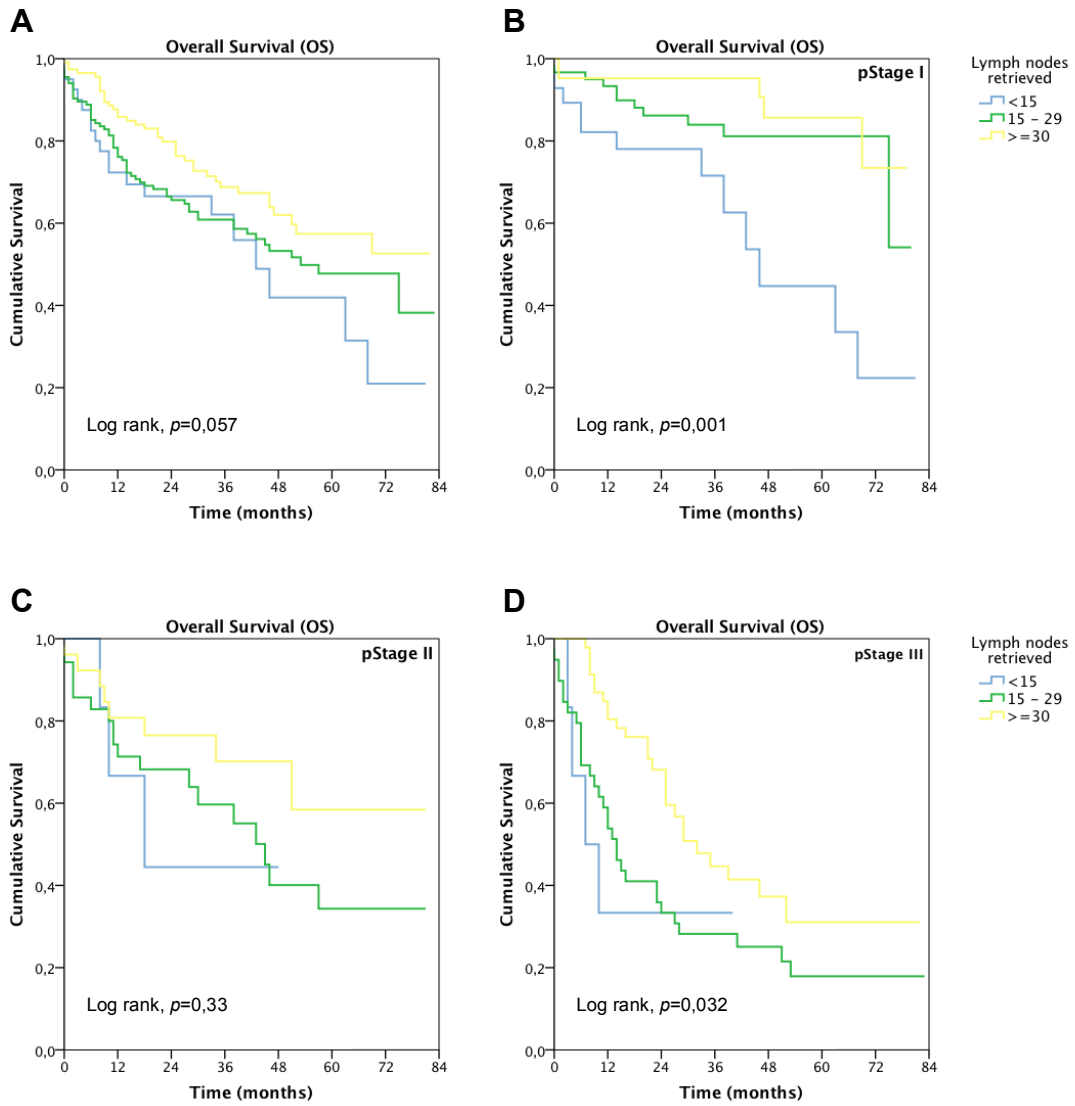 A
Overall Survival (OS)
1,0
0,8
0,6
0,4
0,2
0,0
Cumulative Survival
Log rank, p=0,057
0 12 24 36 48 60 72 84
Time (months)
B
Overall Survival (OS)
pStage I
1,0
0,8
0,6
0,4
0,2
0,0
Cumulative Survival
Log rank, p=0,001
0 12 24 36 48 60 72 84
Time (months)
Lymph nodes
retrieved
<15
15 – 29
>=30
C
Overall Survival (OS)
pStage II
1,0
0,8
0,6
0,4
0,2
0,0
Cumulative Survival
Log rank, p=0,33
0 12 24 36 48 60 72 84
Time (months)
D
Overall Survival (OS)
pStage III
1,0
0,8
0,6
0,4
0,2
0,0
Cumulative Survival
Log rank, p=0,032
0 12 24 36 48 60 72 84
Time (months)
Lymph nodes
retrieved
<15
15 – 29
>=30